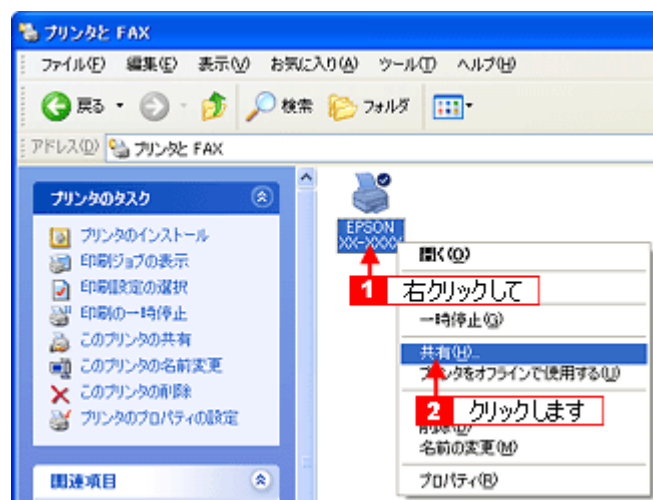 プリンタと FAX
ファイル(F) 編集(E) 表示(V) お気に入り(A) ツール(T) ヘルプ(H)
戻る 検索 フォルダ
アドレス(D) プリンタと FAX
プリンタのタスク
プリンタのインストール
印刷ジョブの表示
印刷設定の選択
印刷の一時停止
このプリンタの共有
このプリンタの名前変更
このプリンタの削除
プリンタのプロパティの設定
関連項目
EPSON
XX-XXXX
開く(O)
1 右クリックして
一時停止(G)
共有(H)...
プリンタをオフラインで使用する(U)
2 クリックします
削除(D)
名前の変更(M)
プロパティ(R)